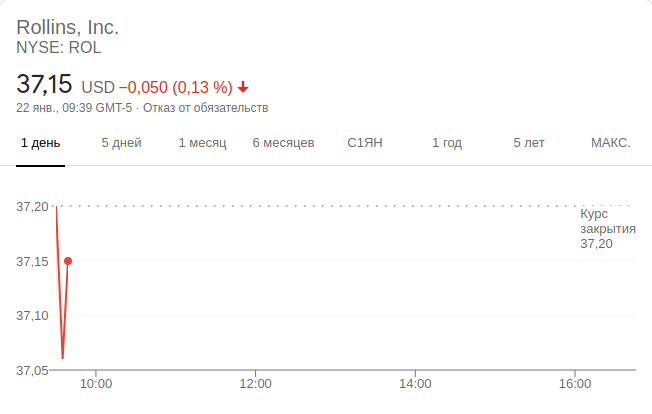 Rollins, Inc.
NYSE: ROL
37,15 USD −0,050 (0,13 %)
22 янв., 09:39 GMT-5 · Отказ от обязательств
1 день 5 дней 1 месяц 6 месяцев С1ЯН 1 год 5 лет МАКС.
37,20
Курс
закрытия
37,20
37,15
37,10
37,05
10:00 12:00 14:00 16:00